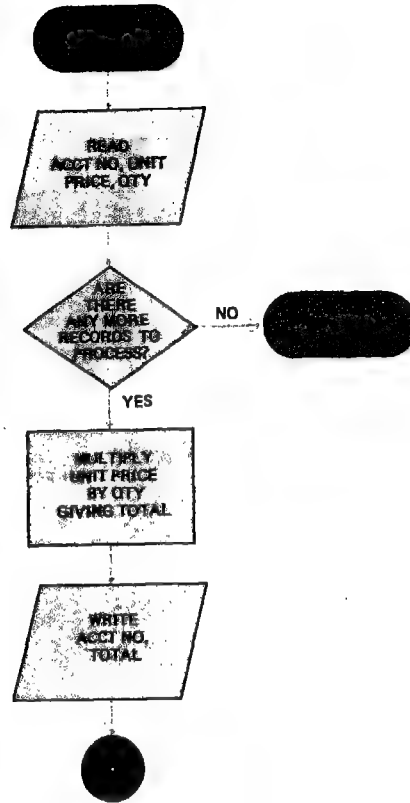 READ
ACCT NO, UNIT
PRICE, QTY
ARE
THERE
ANY MORE
RECORDS TO
PROCESS?
NO
YES
MULTIPLY
UNIT PRICE
BY QTY
GIVING TOTAL
WRITE
ACCT NO,
TOTAL